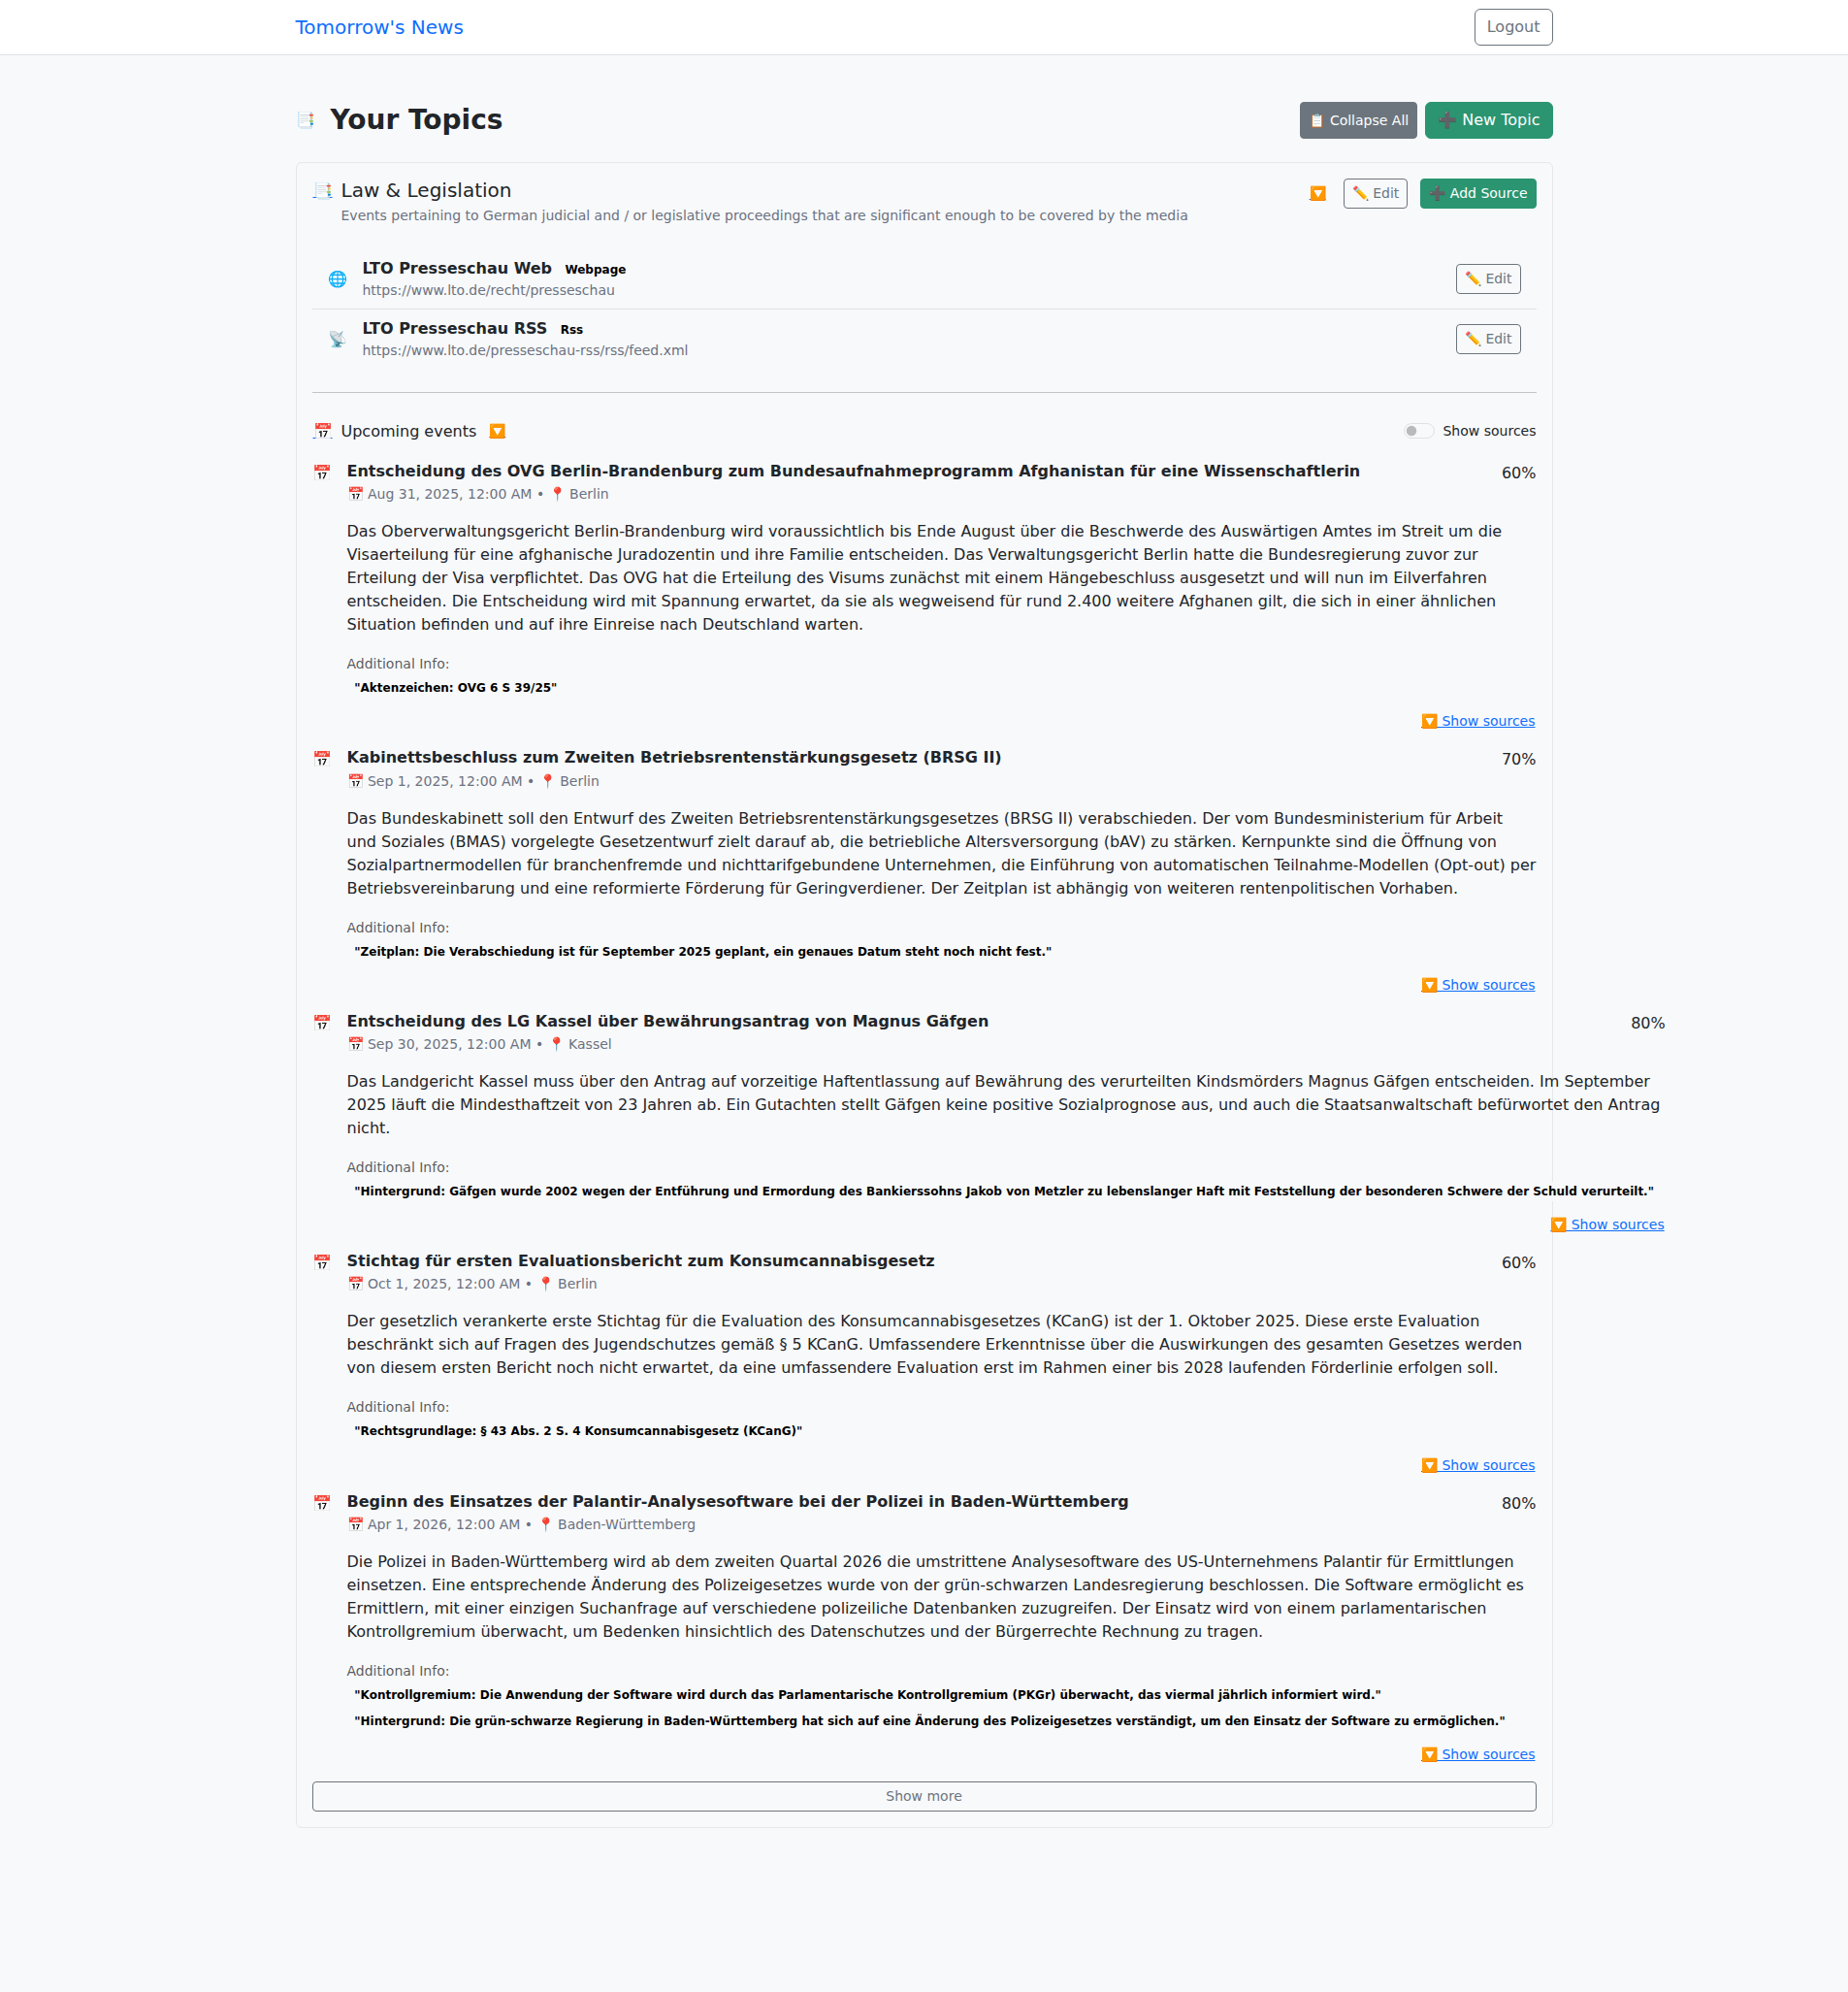 Tomorrow's News
Logout
Your Topics
Collapse All
New Topic
Law & Legislation
Edit
Add Source
Events pertaining to German judicial and / or legislative proceedings that are significant enough to be covered by the media
LTO Presseschau Web Webpage
https://www.lto.de/recht/presseschau
Edit
LTO Presseschau RSS Rss
https://www.lto.de/presseschau-rss/rss/feed.xml
Edit
Upcoming events
Show sources
Entscheidung des OVG Berlin-Brandenburg zum Bundesaufnahmeprogramm Afghanistan für eine Wissenschaftlerin
60%
Aug 31, 2025, 12:00 AM • Berlin
Das Oberverwaltungsgericht Berlin-Brandenburg wird voraussichtlich bis Ende August über die Beschwerde des Auswärtigen Amtes im Streit um die
Visaerteilung für eine afghanische Juradozentin und ihre Familie entscheiden. Das Verwaltungsgericht Berlin hatte die Bundesregierung zuvor zur
Erteilung der Visa verpflichtet. Das OVG hat die Erteilung des Visums zunächst mit einem Hängebeschluss ausgesetzt und will nun im Eilverfahren
entscheiden. Die Entscheidung wird mit Spannung erwartet, da sie als wegweisend für rund 2.400 weitere Afghanen gilt, die sich in einer ähnlichen
Situation befinden und auf ihre Einreise nach Deutschland warten.
Additional Info:
"Aktenzeichen: OVG 6 S 39/25"
Show sources
Kabinettsbeschluss zum Zweiten Betriebsrentenstärkungsgesetz (BRSG II)
70%
Sep 1, 2025, 12:00 AM • Berlin
Das Bundeskabinett soll den Entwurf des Zweiten Betriebsrentenstärkungsgesetzes (BRSG II) verabschieden. Der vom Bundesministerium für Arbeit
und Soziales (BMAS) vorgelegte Gesetzentwurf zielt darauf ab, die betriebliche Altersversorgung (bAV) zu stärken. Kernpunkte sind die Öffnung von
Sozialpartnermodellen für branchenfremde und nichttarifgebundene Unternehmen, die Einführung von automatischen Teilnahme-Modellen (Opt-out) per
Betriebsvereinbarung und eine reformierte Förderung für Geringverdiener. Der Zeitplan ist abhängig von weiteren rentenpolitischen Vorhaben.
Additional Info:
"Zeitplan: Die Verabschiedung ist für September 2025 geplant, ein genaues Datum steht noch nicht fest."
Show sources
Entscheidung des LG Kassel über Bewährungsantrag von Magnus Gäfgen
80%
Sep 30, 2025, 12:00 AM • Kassel
Das Landgericht Kassel muss über den Antrag auf vorzeitige Haftentlassung auf Bewährung des verurteilten Kindsmörders Magnus Gäfgen entscheiden. Im September
2025 läuft die Mindesthaftzeit von 23 Jahren ab. Ein Gutachten stellt Gäfgen keine positive Sozialprognose aus, und auch die Staatsanwaltschaft befürwortet den Antrag
nicht.
Additional Info:
"Hintergrund: Gäfgen wurde 2002 wegen der Entführung und Ermordung des Bankierssohns Jakob von Metzler zu lebenslanger Haft mit Feststellung der besonderen Schwere der Schuld verurteilt."
Show sources
Stichtag für ersten Evaluationsbericht zum Konsumcannabisgesetz
60%
Oct 1, 2025, 12:00 AM • Berlin
Der gesetzlich verankerte erste Stichtag für die Evaluation des Konsumcannabisgesetzes (KCanG) ist der 1. Oktober 2025. Diese erste Evaluation
beschränkt sich auf Fragen des Jugendschutzes gemäß § 5 KCanG. Umfassendere Erkenntnisse über die Auswirkungen des gesamten Gesetzes werden
von diesem ersten Bericht noch nicht erwartet, da eine umfassendere Evaluation erst im Rahmen einer bis 2028 laufenden Förderlinie erfolgen soll.
Additional Info:
"Rechtsgrundlage: § 43 Abs. 2 S. 4 Konsumcannabisgesetz (KCanG)"
Show sources
Beginn des Einsatzes der Palantir-Analysesoftware bei der Polizei in Baden-Württemberg
80%
Apr 1, 2026, 12:00 AM • Baden-Württemberg
Die Polizei in Baden-Württemberg wird ab dem zweiten Quartal 2026 die umstrittene Analysesoftware des US-Unternehmens Palantir für Ermittlungen
einsetzen. Eine entsprechende Änderung des Polizeigesetzes wurde von der grün-schwarzen Landesregierung beschlossen. Die Software ermöglicht es
Ermittlern, mit einer einzigen Suchanfrage auf verschiedene polizeiliche Datenbanken zuzugreifen. Der Einsatz wird von einem parlamentarischen
Kontrollgremium überwacht, um Bedenken hinsichtlich des Datenschutzes und der Bürgerrechte Rechnung zu tragen.
Additional Info:
"Kontrollgremium: Die Anwendung der Software wird durch das Parlamentarische Kontrollgremium (PKGr) überwacht, das viermal jährlich informiert wird."
"Hintergrund: Die grün-schwarze Regierung in Baden-Württemberg hat sich auf eine Änderung des Polizeigesetzes verständigt, um den Einsatz der Software zu ermöglichen."
Show sources
Show more